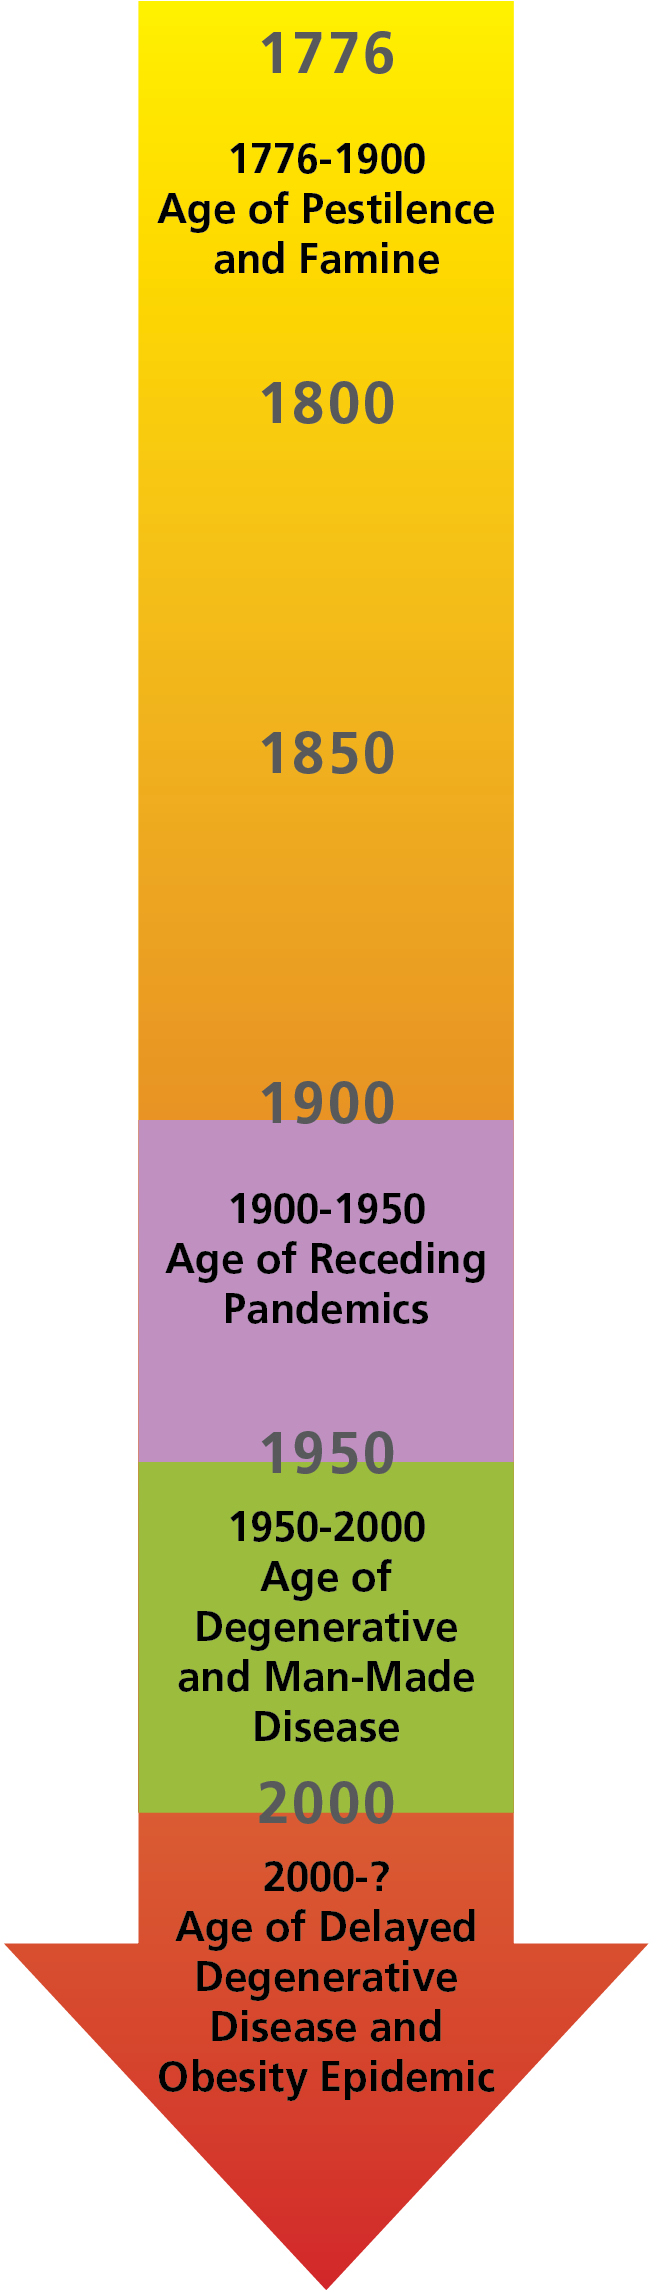 1776
1776-1900
Age of Pestilence
and Famine
1800
1850
1900
1900-1950
Age of Receding
Pandemics
1950
1950-2000
Age of
Degenerative
and Man-Made
Disease
2000
2000-?
Age of Delayed
Degenerative
Disease and
Obesity Epidemic